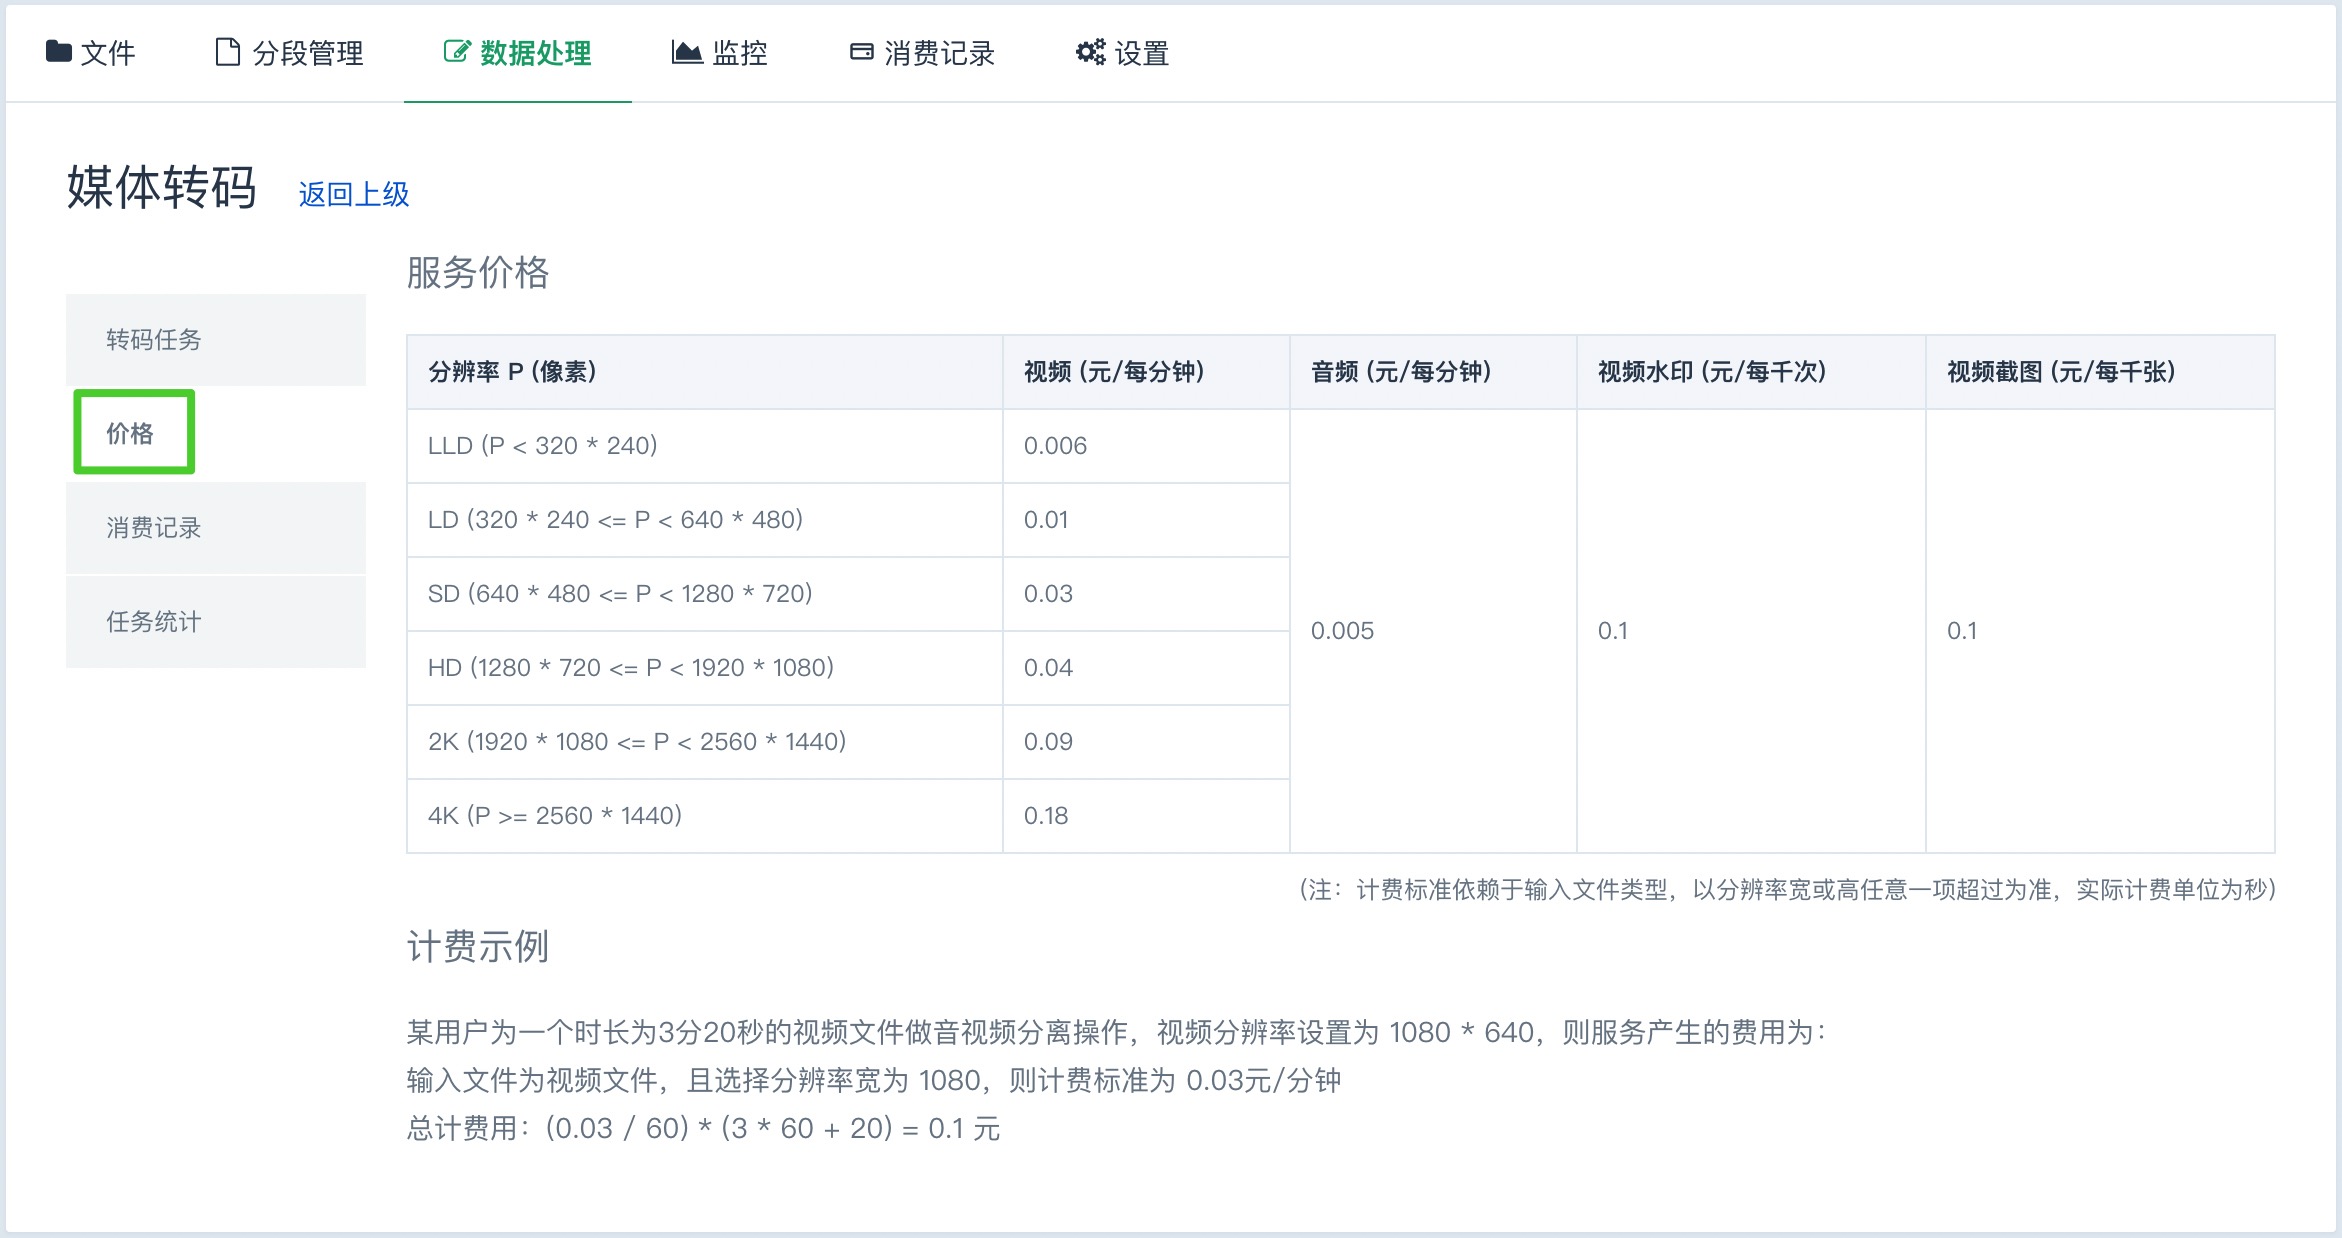 文件 分段管理 数据处理 监控 消费记录 设置
媒体转码 返回上级
转码任务
价格
消费记录
任务统计
服务价格
分辨率 P (像素) 视频 (元/每分钟) 音频 (元/每分钟) 视频水印 (元/每千次) 视频截图 (元/每千张)
LLD (P < 320 * 240) 0.006
LD (320 * 240 <= P < 640 * 480) 0.01
SD (640 * 480 <= P < 1280 * 720) 0.03
0.005 0.1 0.1
HD (1280 * 720 <= P < 1920 * 1080) 0.04
2K (1920 * 1080 <= P < 2560 * 1440) 0.09
4K (P >= 2560 * 1440) 0.18
(注：计费标准依赖于输入文件类型，以分辨率宽或高任意一项超过为准，实际计费单位为秒)
计费示例
某用户为一个时长为3分20秒的视频文件做音视频分离操作，视频分辨率设置为 1080 * 640，则服务产生的费用为：
输入文件为视频文件，且选择分辨率宽为 1080，则计费标准为 0.03元/分钟
总计费用：(0.03 / 60) * (3 * 60 + 20) = 0.1 元